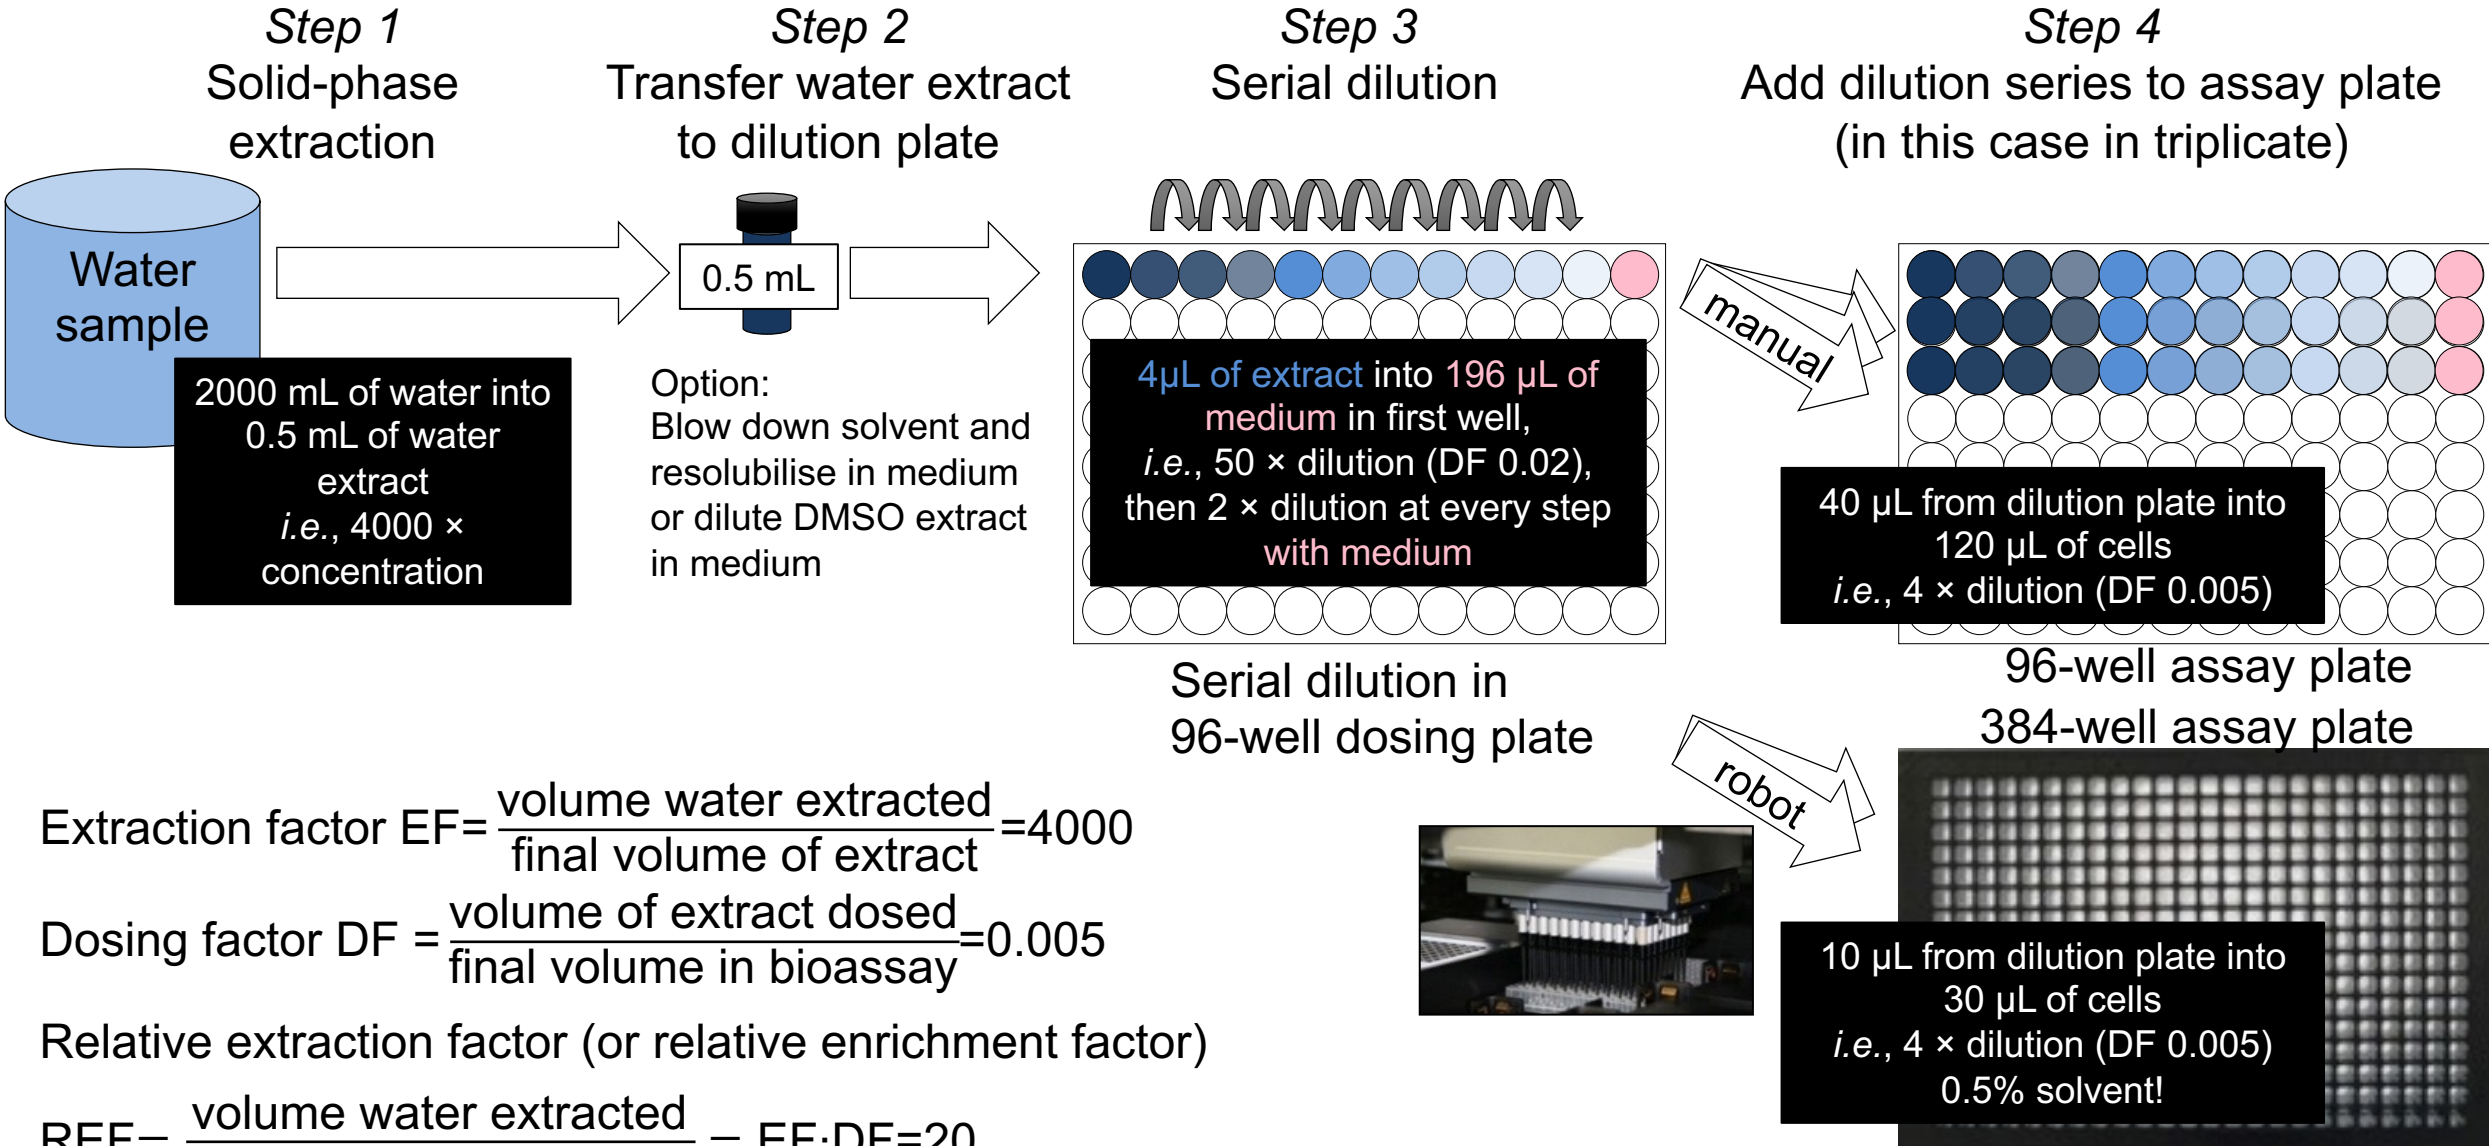 Step 1
Solid-phase
extraction
Water
sample
2000 mL of water into
0.5 mL of water
extract
i.e., 4000 ×
concentration
Step 2
Transfer water extract
to dilution plate
0.5 mL
Option:
Blow down solvent and
resolubilise in medium
or dilute DMSO extract
in medium
Step 3
Serial dilution
4µL of extract into 196 µL of
medium in first well,
i.e., 50 × dilution (DF 0.02),
then 2 × dilution at every step
with medium
Serial dilution in
96-well dosing plate
Step 4
Add dilution series to assay plate
(in this case in triplicate)
manual
40 µL from dilution plate into
120 µL of cells
i.e., 4 × dilution (DF 0.005)
96-well assay plate
384-well assay plate
robot
10 µL from dilution plate into
30 µL of cells
i.e., 4 × dilution (DF 0.005)
0.5% solvent!
Extraction factor EF= volume water extracted =4000
final volume of extract
Dosing factor DF = volume of extract dosed =0.005
final volume in bioassay
Relative extraction factor (or relative enrichment factor)
volume water extracted
REF= = EF·DF=20